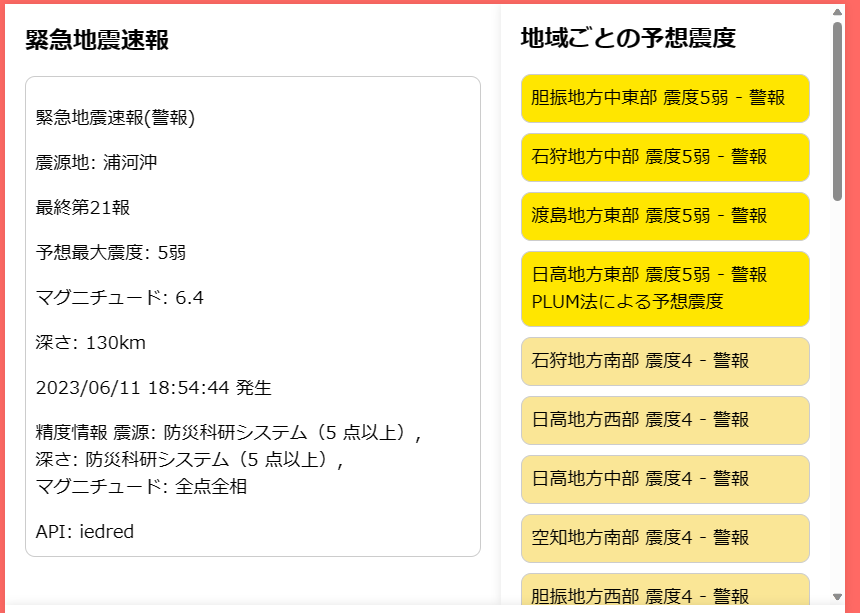 緊急地震速報
緊急地震速報(警報)
震源地: 浦河沖
最終第21報
予想最大震度: 5弱
マグニチュード: 6.4
深さ: 130km
2023/06/11 18:54:44 発生
精度情報 震源: 防災科研システム（5 点以上）,
深さ: 防災科研システム（5 点以上）,
マグニチュード: 全点全相
API: iedred
地域ごとの予想震度
胆振地方中東部 震度5弱 - 警報
石狩地方中部 震度5弱 - 警報
渡島地方東部 震度5弱 - 警報
日高地方東部 震度5弱 - 警報
PLUM法による予想震度
石狩地方南部 震度4 - 警報
日高地方西部 震度4 - 警報
日高地方中部 震度4 - 警報
空知地方南部 震度4 - 警報
胆振地方西部 震度4 - 警報